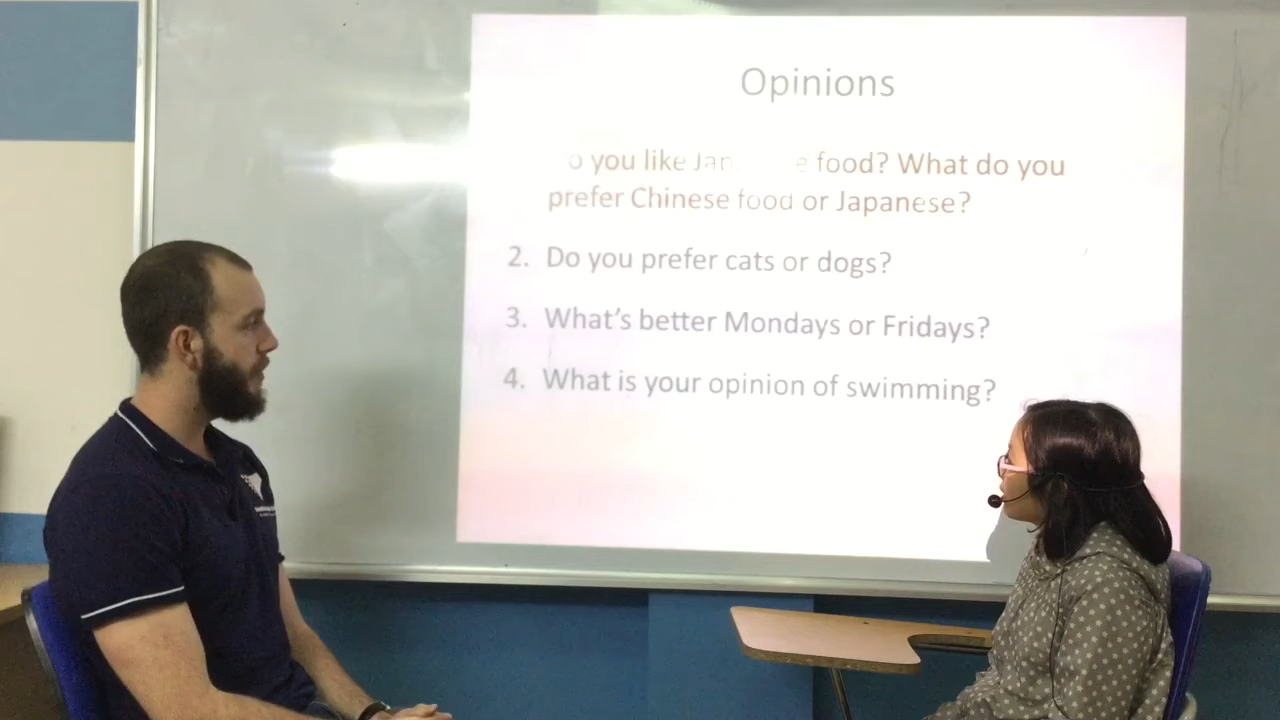 Opinions
you like food? What do you
prefer Chinese food or Japanese?
2. Do you prefer cats or dogs?
3. What's better Mondays or Fridays?
4. What is your opinion of swimming?